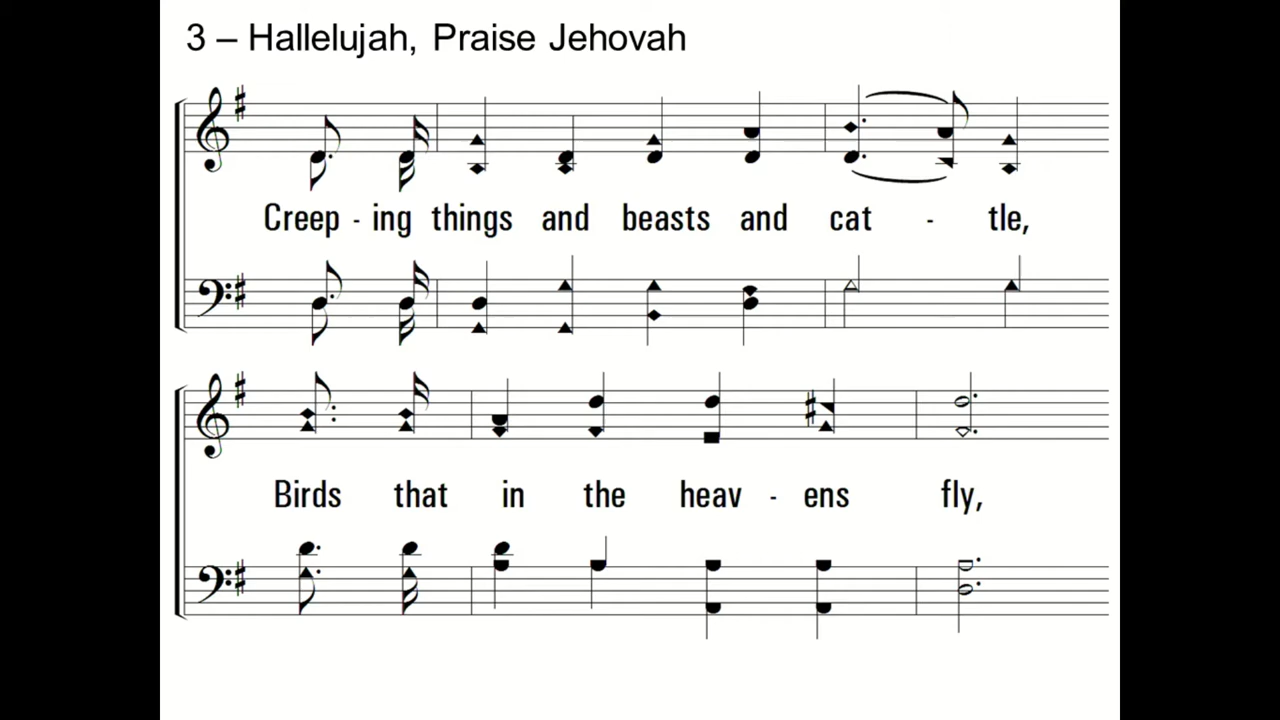 3 – Hallelujah, Praise Jehovah
Creep - ing things and beasts and cat - tle,
Birds that in the heav - ens fly,